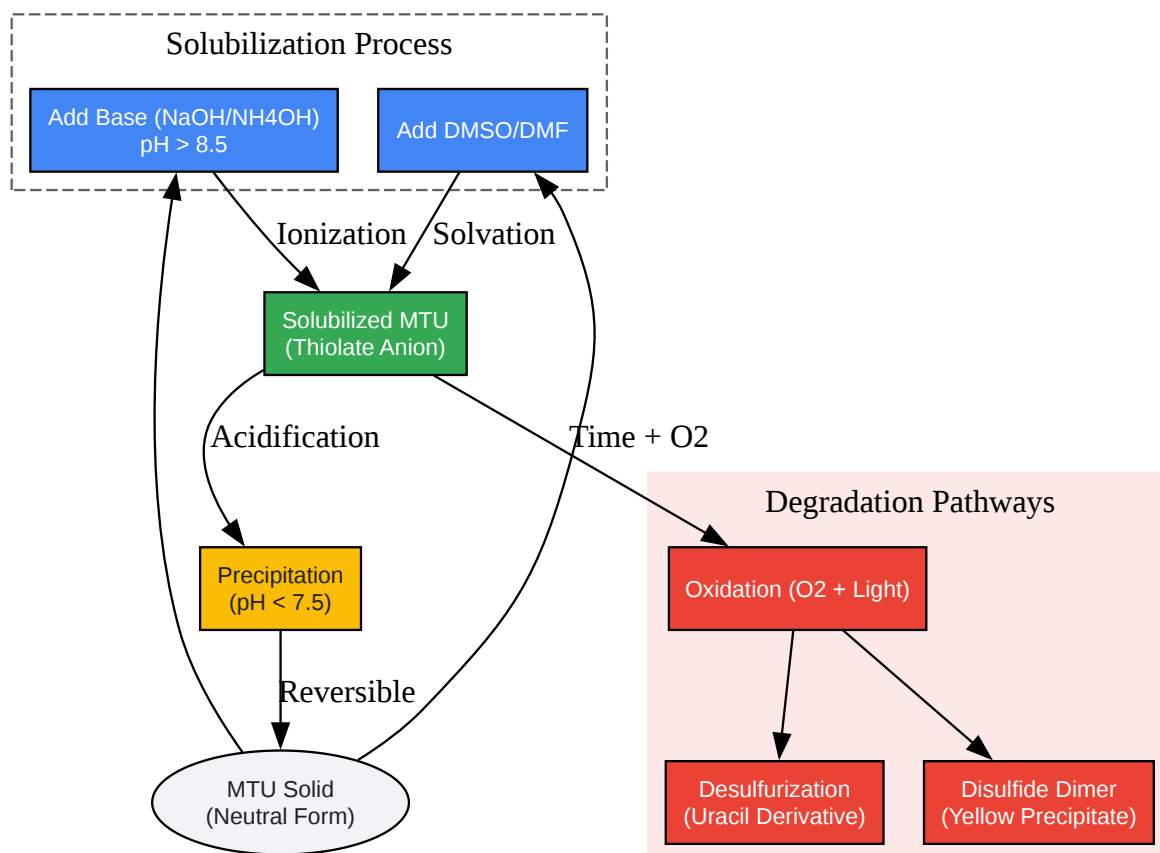 Solubilization Process
Add Base (NaOH/NH4OH)
pH > 8.5
Add DMSO/DMF
Ionization
Solvation
Solubilized MTU
(Thiolate Anion)
Acidification
Time + O2
Degradation Pathways
Precipitation
(pH < 7.5)
Oxidation (O2 + Light)
Reversible
MTU Solid
(Neutral Form)
Desulfurization
(Uracil Derivative)
Disulfide Dimer
(Yellow Precipitate)